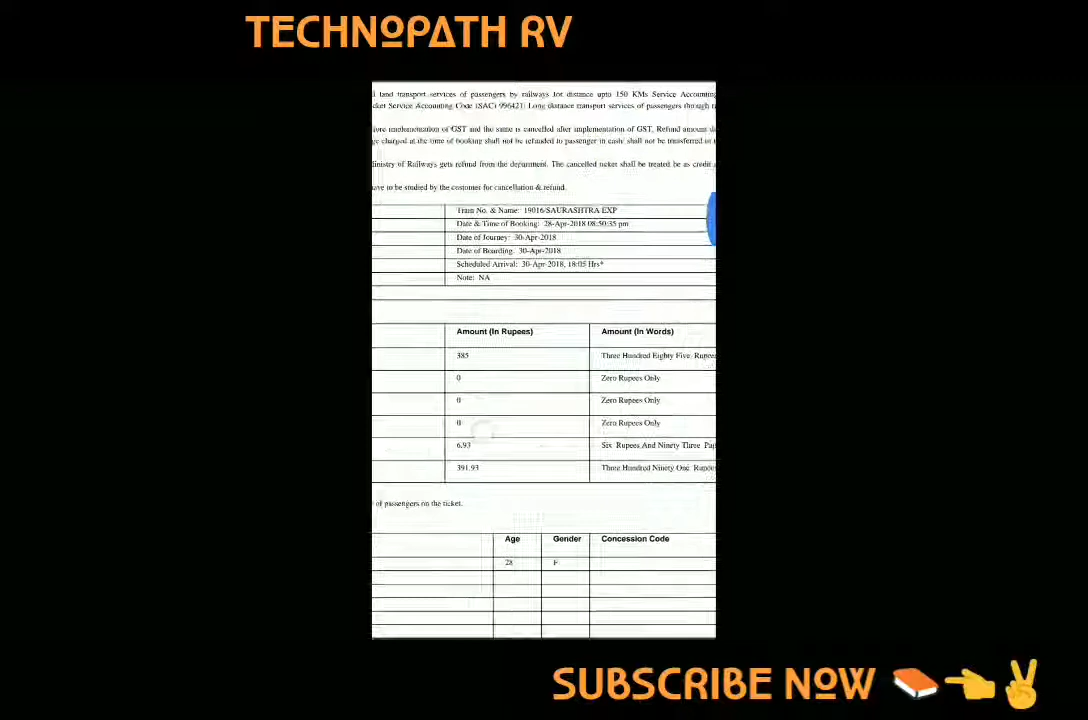 TECHNOPATH RV
land transport services of passengers by railways for distance upto 150 KMs Service Accounting
Service Accounting Code (SAC) 996421: Long distance transport services of passengers through
implementation of GST and the same is cancelled after implementation of GST, Refund amount
charged at the time of booking shall not be refunded to passenger in cash/ shall not be transferred
Ministry of Railways gets refund from the department. The cancelled ticket shall be treated be as credit
have to be studied by the customer for cancellation & refund.
Train No. & Name: 19016/SAURASHTRA EXP
Date & Time of Booking: 28-Apr-2018 08:50:35 pm
Date of Journey: 30-Apr-2018
Date of Boarding: 30-Apr-2018
Scheduled Arrival: 30-Apr-2018, 18:05 Hrs*
Note: NA
Amount (In Rupees) Amount (In Words)
385 Three Hundred Eighty Five Rupees
0 Zero Rupees Only
0 Zero Rupees Only
0 Zero Rupees Only
6.93 Six Rupees And Ninety Three
391.93 Three Hundred Ninety One Rupees
of passengers on the ticket.
Age Gender Concession Code
28 F
SUBSCRIBE NOW